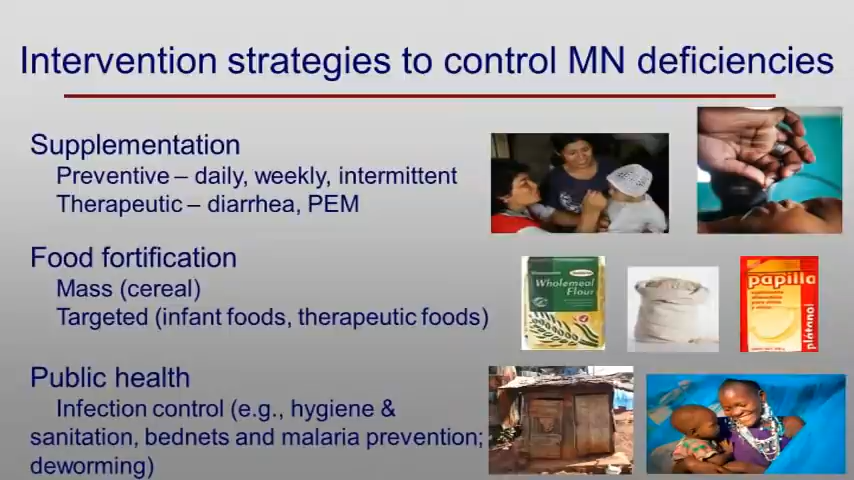 Intervention strategies to control MN deficiencies
Supplementation
Preventive – daily, weekly, intermittent
Therapeutic – diarrhea, PEM
Food fortification
Mass (cereal)
Targeted (infant foods, therapeutic foods)
Wholemeal
Flour
papilla
plátano
Public health
Infection control (e.g., hygiene &
sanitation, bednets and malaria prevention;
deworming)